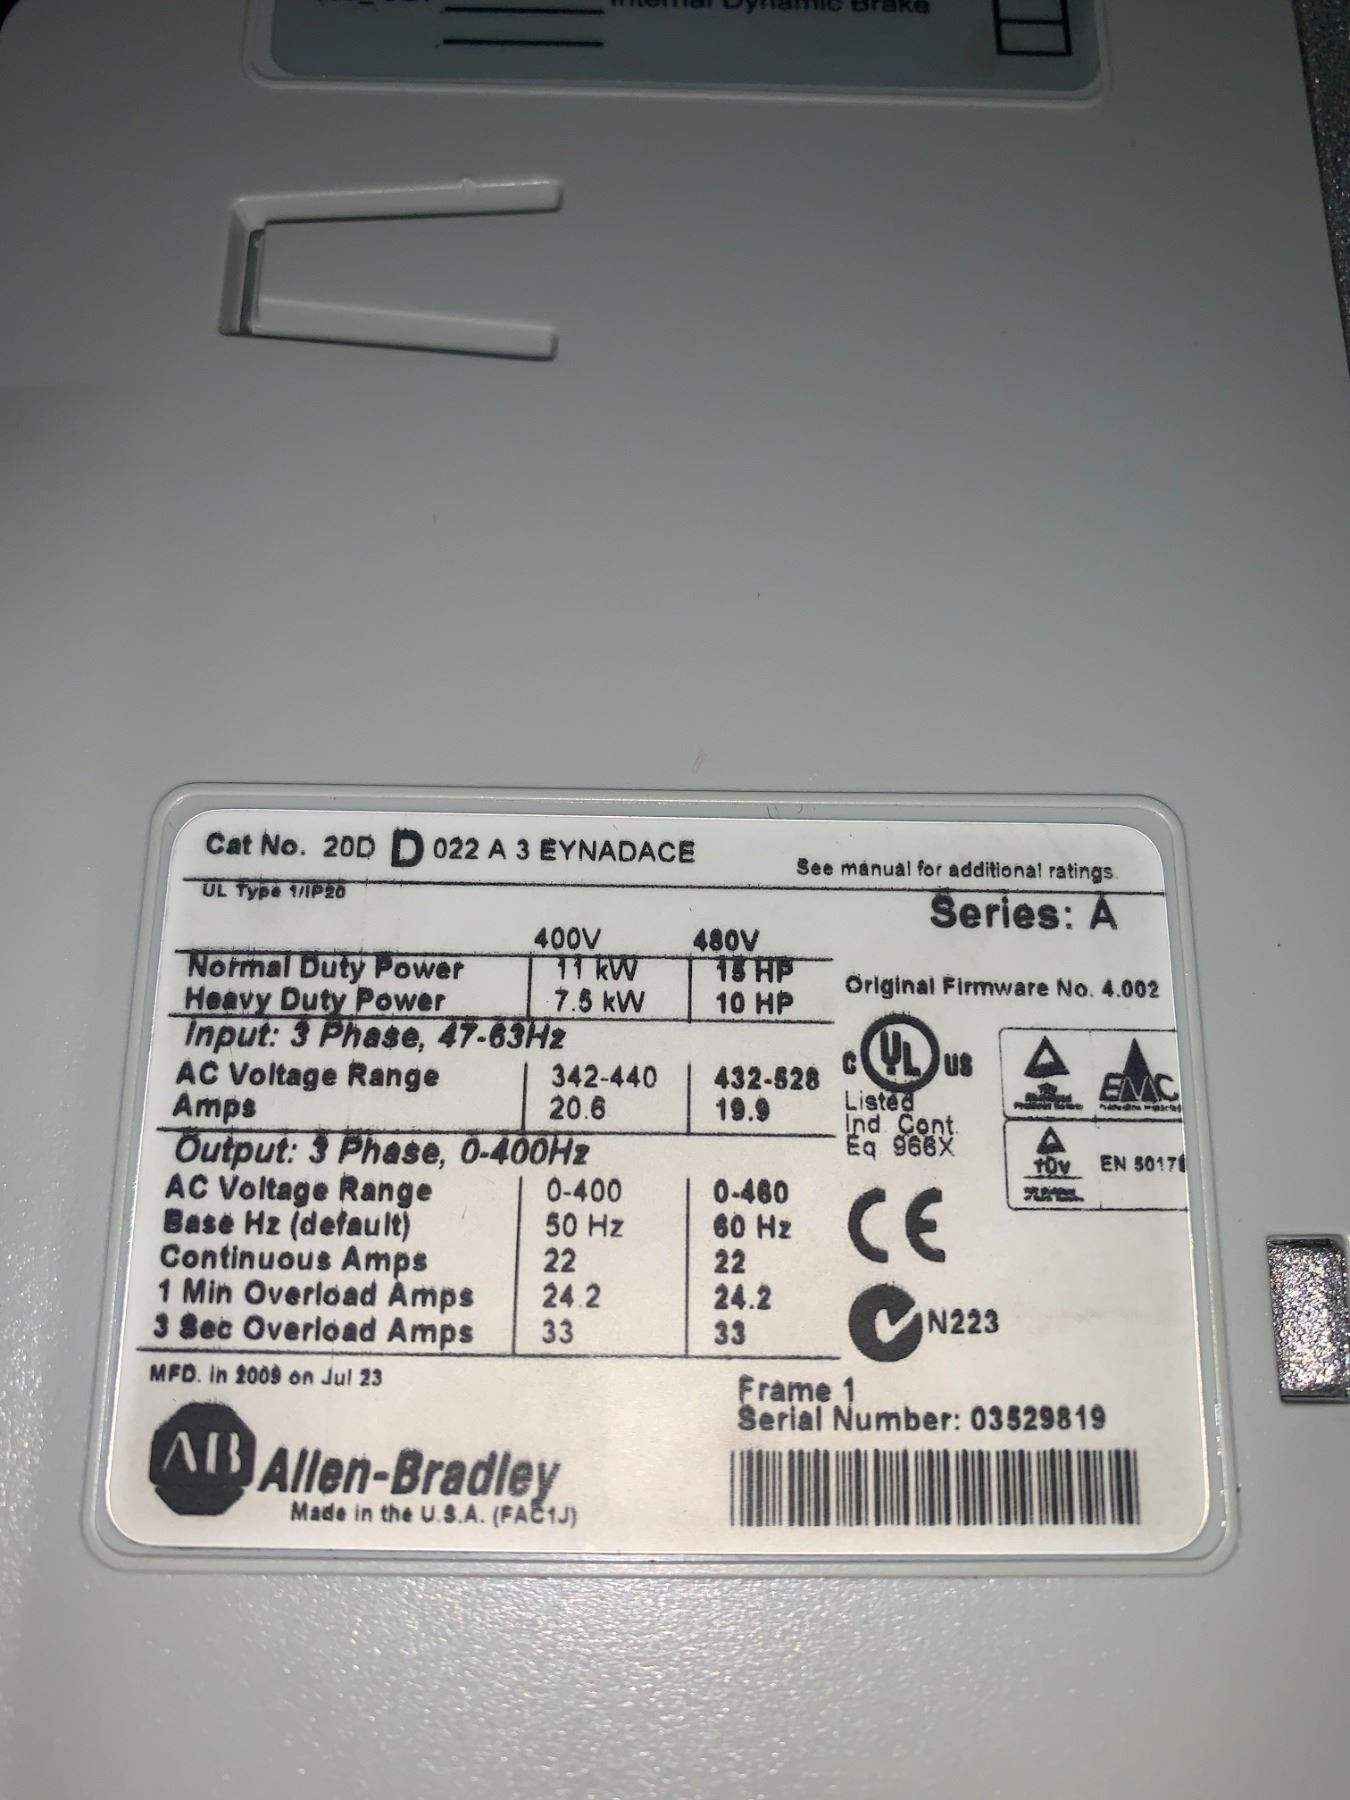 Internal Dynamic Brake
Cat No. 20D D 022 A 3 EYNADACE
See manual for additional ratings.
UL Type 1/IP20
Series: A
400V 480V
Normal Duty Power 11 kW 15 HP
Heavy Duty Power 7.5 kW 10 HP
Original Firmware No. 4.002
Input: 3 Phase, 47-63Hz
AC Voltage Range 342-440 432-528
Amps 20.6 19.9
C UL US
Listed
Ind. Cont.
Eq. 966X
EMC
TÜV EN 5017
Output: 3 Phase, 0-400Hz
AC Voltage Range 0-400 0-460
Base Hz (default) 50 Hz 60 Hz
Continuous Amps 22 22
1 Min Overload Amps 24.2 24.2
3 Sec Overload Amps 33 33
CE
N223
MFD. in 2009 on Jul 23
Frame 1
Serial Number: 03529819
AB Allen-Bradley
Made in the U.S.A. (FAC1J)